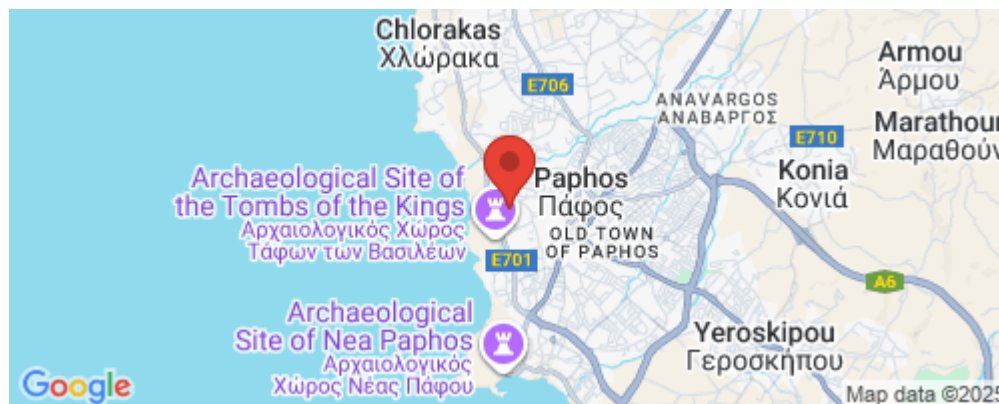 Chlorakas
Χλώρακα
E706
ANAVARGOS
ΑΝΑΒΑΡΓΟΣ
Armou
Άρμου
E710
Marathoun
Μαραθούν
Konia
Κονιά
Archaeological Site of
the Tombs of the Kings
Αρχαιολογικός Χώρος
Τάφων των Βασιλέων
Paphos
Πάφος
OLD TOWN
OF PAPHOS
E701
A6
Archaeological
Site of Nea Paphos
Αρχαιολογικός
Χώρος Νέας Πάφου
Yeroskipou
Γεροσκήπου
Google
Map data ©2025